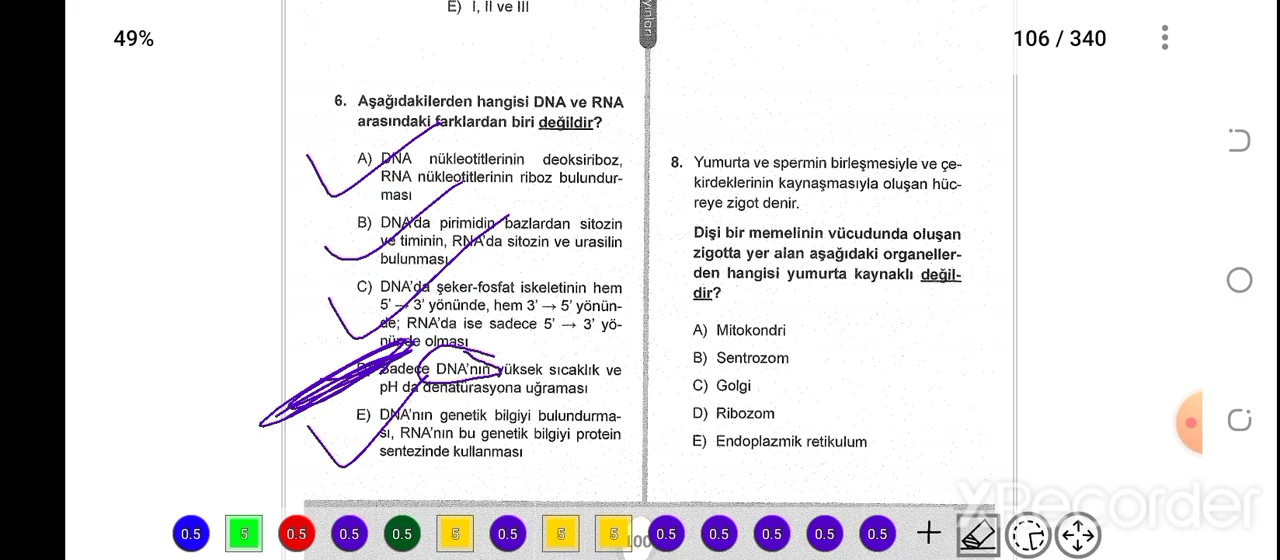 E) I, II ve III
yınları
49%
106 / 340
6. Aşağıdakilerden hangisi DNA ve RNA
arasındaki farklardan biri değildir?
A) DNA nükleotitlerinin deoksiriboz,
RNA nükleotitlerinin riboz bulundur-
ması
B) DNA'da pirimidin bazlardan sitozin
ve timinin, RNA'da sitozin ve urasilin
bulunması
C) DNA'da şeker-fosfat iskeletinin hem
5' → 3' yönünde, hem 3' → 5' yönün-
de; RNA'da ise sadece 5' → 3' yö-
nünde olması
Sadece DNA'nın yüksek sıcaklık ve
pH da denatürasyona uğraması
E) DNA'nın genetik bilgiyi bulundurma-
sı, RNA'nın bu genetik bilgiyi protein
sentezinde kullanması
8. Yumurta ve spermin birleşmesiyle ve çe-
kirdeklerinin kaynaşmasıyla oluşan hüc-
reye zigot denir.
Dişi bir memelinin vücudunda oluşan
zigotta yer alan aşağıdaki organeller-
den hangisi yumurta kaynaklı değil-
dir?
A) Mitokondri
B) Sentrozom
C) Golgi
D) Ribozom
E) Endoplazmik retikulum
XRecorder
0.5 5 0.5 0.5 0.5 5 0.5 5 5 0.5 0.5 0.5 0.5 0.5